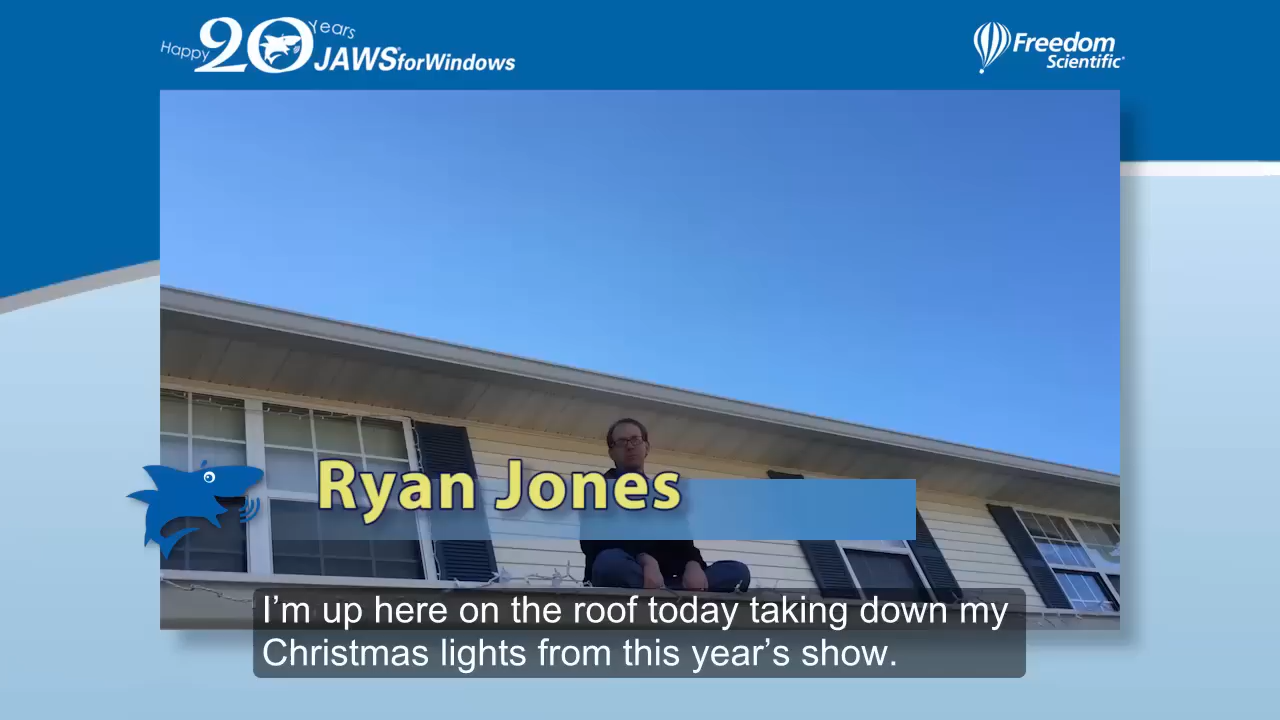 Happy 20 Years
JAWS for Windows
Freedom
Scientific
Ryan Jones
I'm up here on the roof today taking down my
Christmas lights from this year's show.